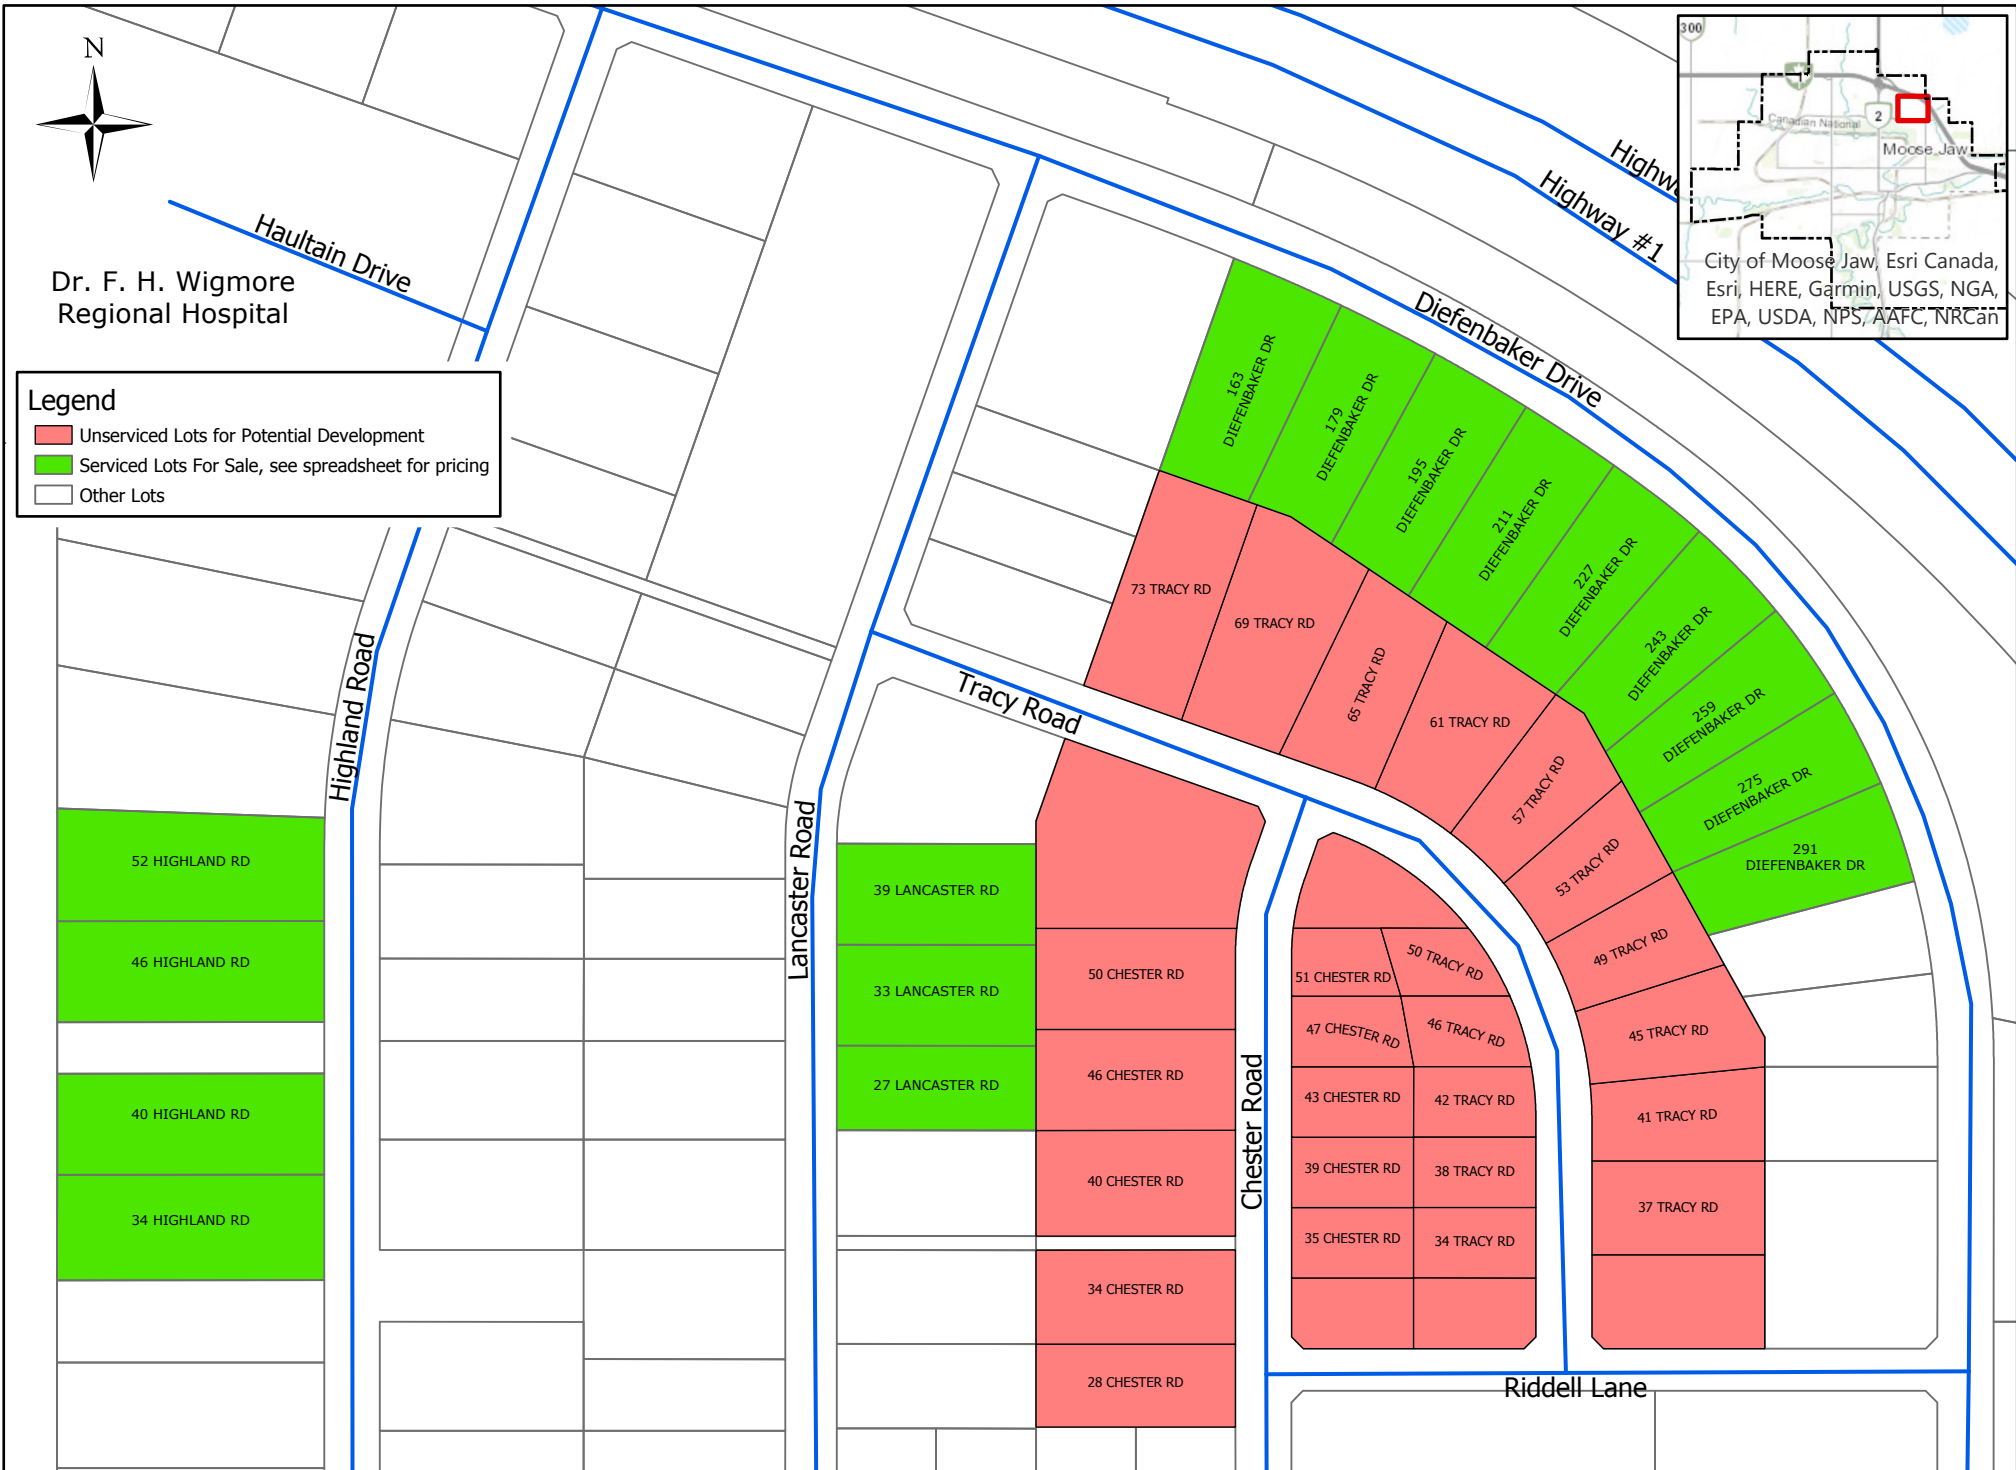 N
Haultain Drive
Dr. F. H. Wigmore
Regional Hospital
Legend
Unserviced Lots for Potential Development
Serviced Lots For Sale, see spreadsheet for pricing
Other Lots
300
2
Canadian National
Moose Jaw
City of Moose Jaw, Esri Canada,
Esri, HERE, Garmin, USGS, NGA,
EPA, USDA, NPS, AAFC, NRCan
Highway #1
Diefenbaker Drive
163
DIEFENBAKER DR
179
DIEFENBAKER DR
195
DIEFENBAKER DR
211
DIEFENBAKER DR
227
DIEFENBAKER DR
243
DIEFENBAKER DR
259
DIEFENBAKER DR
275
DIEFENBAKER DR
291
DIEFENBAKER DR
73 TRACY RD
69 TRACY RD
65 TRACY RD
61 TRACY RD
57 TRACY RD
53 TRACY RD
49 TRACY RD
45 TRACY RD
41 TRACY RD
37 TRACY RD
Tracy Road
Highland Road
Lancaster Road
Chester Road
Riddell Lane
52 HIGHLAND RD
46 HIGHLAND RD
40 HIGHLAND RD
34 HIGHLAND RD
39 LANCASTER RD
33 LANCASTER RD
27 LANCASTER RD
50 CHESTER RD
46 CHESTER RD
40 CHESTER RD
34 CHESTER RD
28 CHESTER RD
51 CHESTER RD
50 TRACY RD
47 CHESTER RD
46 TRACY RD
43 CHESTER RD
42 TRACY RD
39 CHESTER RD
38 TRACY RD
35 CHESTER RD
34 TRACY RD